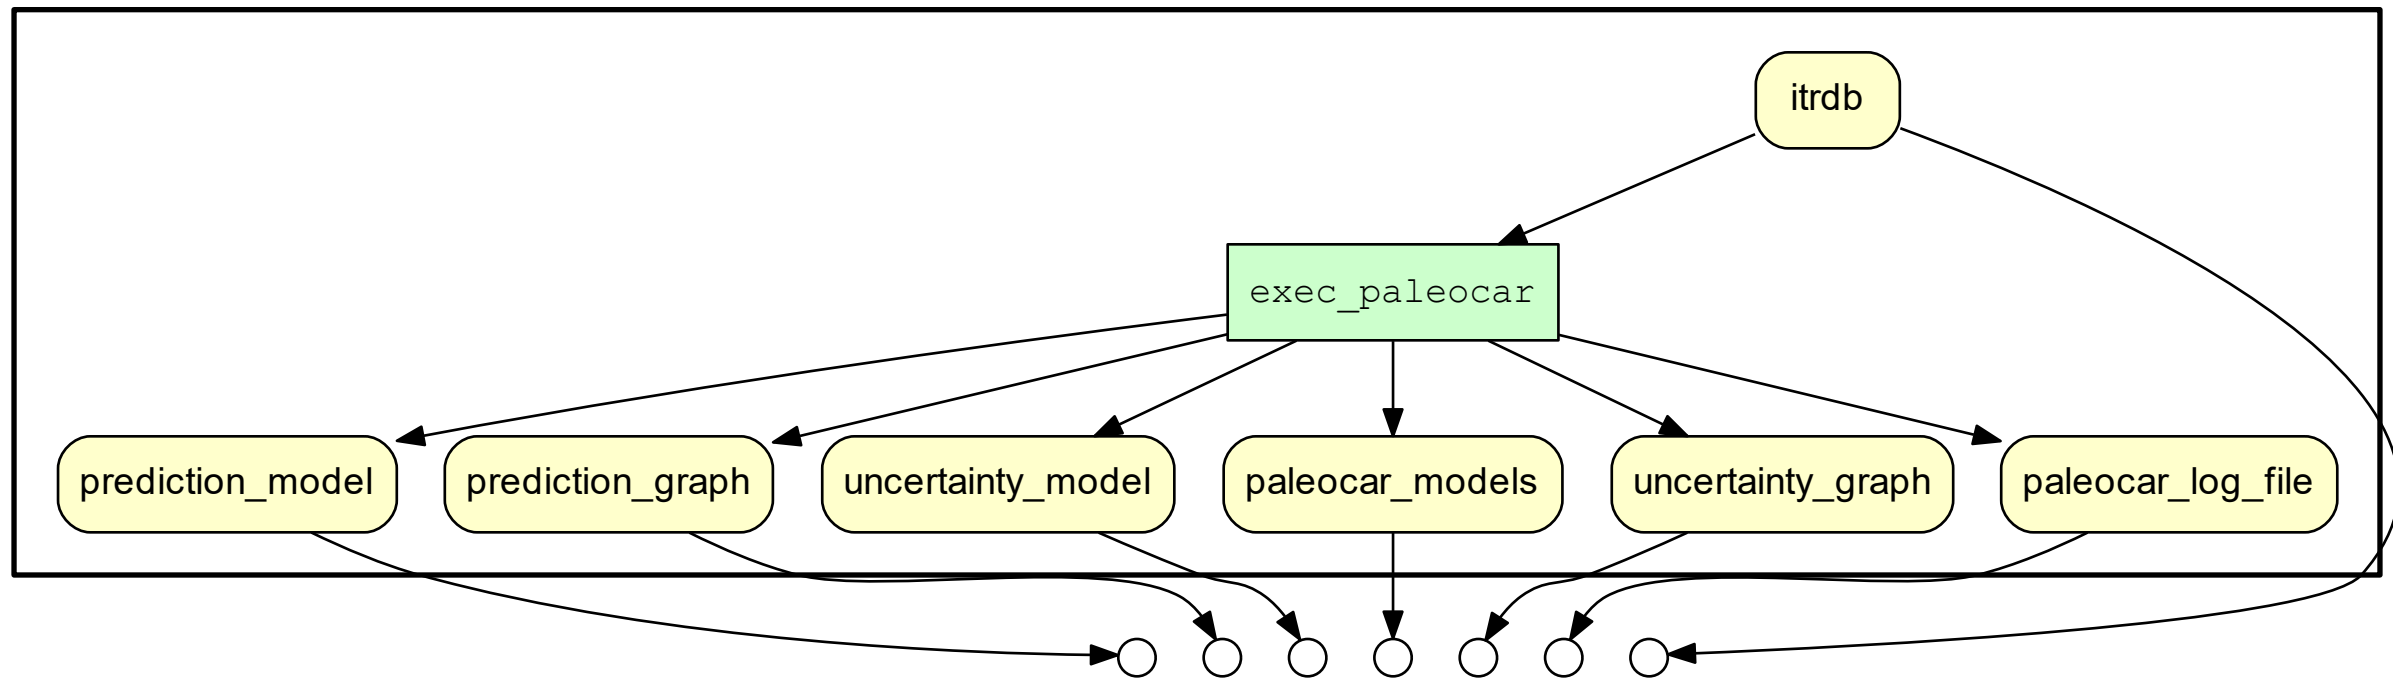 itrdb
exec_paleocar
prediction_model
prediction_graph
uncertainty_model
paleocar_models
uncertainty_graph
paleocar_log_file